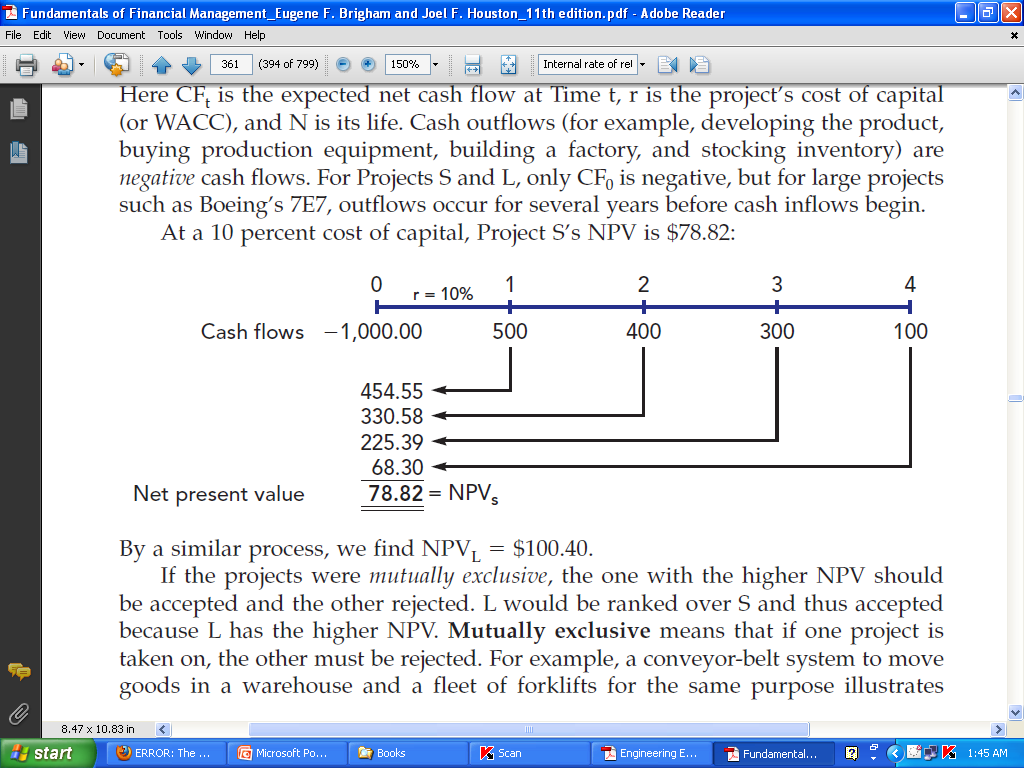 Fundamentals of Financial Management_Eugene F. Brigham and Joel F. Houston_11th edition.pdf - Adobe Reader
File Edit View Document Tools Window Help
361 (394 of 799) 150% Internal rate of rel
Here CFt is the expected net cash flow at Time t, r is the project's cost of capital
(or WACC), and N is its life. Cash outflows (for example, developing the product,
buying production equipment, building a factory, and stocking inventory) are
negative cash flows. For Projects S and L, only CF0 is negative, but for large projects
such as Boeing's 7E7, outflows occur for several years before cash inflows begin.
At a 10 percent cost of capital, Project S's NPV is $78.82:
0 1 2 3 4
r = 10%
Cash flows −1,000.00 500 400 300 100
454.55
330.58
225.39
68.30
Net present value 78.82 = NPVs
By a similar process, we find NPVL = $100.40.
If the projects were mutually exclusive, the one with the higher NPV should
be accepted and the other rejected. L would be ranked over S and thus accepted
because L has the higher NPV. Mutually exclusive means that if one project is
taken on, the other must be rejected. For example, a conveyor-belt system to move
goods in a warehouse and a fleet of forklifts for the same purpose illustrates
8.47 x 10.83 in
start ERROR: The ... Microsoft Po... Books Scan Engineering E... Fundamental... 1:45 AM